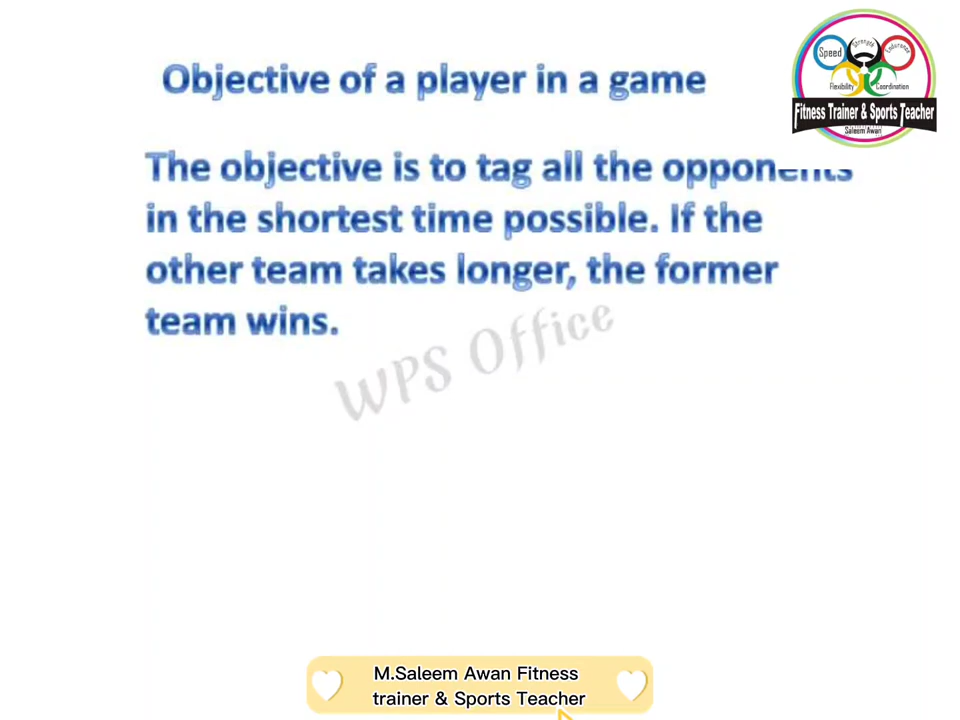 Objective of a player in a game
Speed
Strength
Endurance
Flexibility
Coordination
Fitness Trainer & Sports Teacher
Saleem Awan
The objective is to tag all the opponents
in the shortest time possible. If the
other team takes longer, the former
team wins.
WPS Office
M.Saleem Awan Fitness
trainer & Sports Teacher